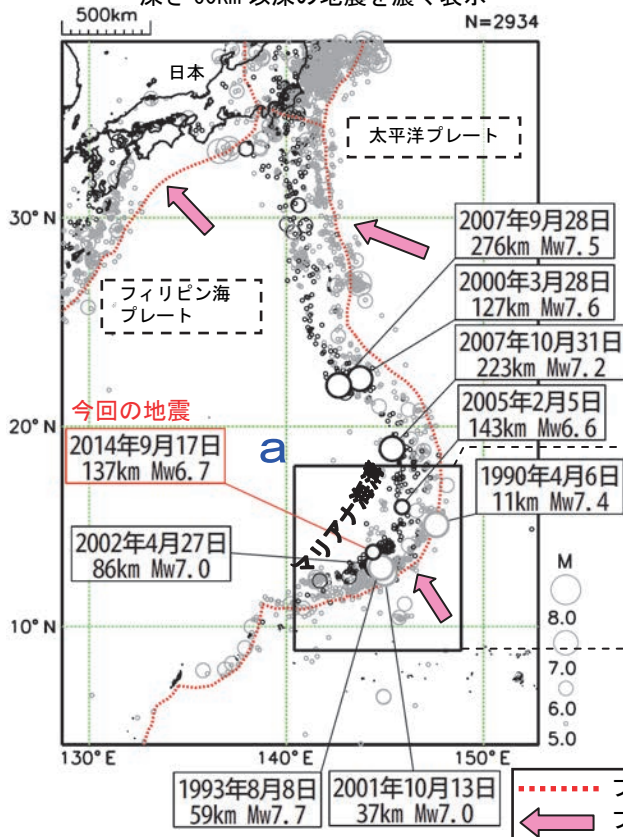 500km
N=2934
日本
太平洋プレート
30°N
2007年9月28日
276km Mw7.5
2000年3月28日
127km Mw7.6
フィリピン海
プレート
2007年10月31日
223km Mw7.2
20°N
今回の地震
2005年2月5日
143km Mw6.6
2014年9月17日
137km Mw6.7
a
1990年4月6日
11km Mw7.4
マリアナ海溝
2002年4月27日
86km Mw7.0
M
8.0
7.0
6.0
5.0
10°N
130°E
140°E
150°E
1993年8月8日
59km Mw7.7
2001年10月13日
37km Mw7.0